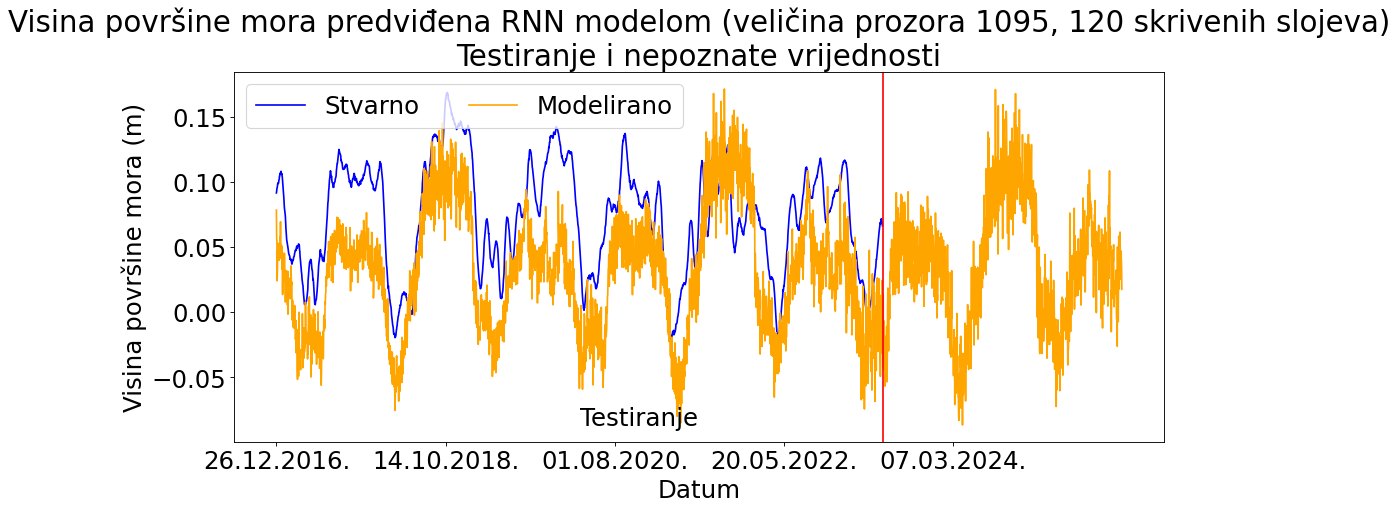 Visina površine mora predviđena RNN modelom (veličina prozora 1095, 120 skrivenih slojeva)
Testiranje i nepoznate vrijednosti
Stvarno
Modelirano
Visina površine mora (m)
0.15
0.10
0.05
0.00
−0.05
Testiranje
26.12.2016.
14.10.2018.
01.08.2020.
20.05.2022.
07.03.2024.
Datum